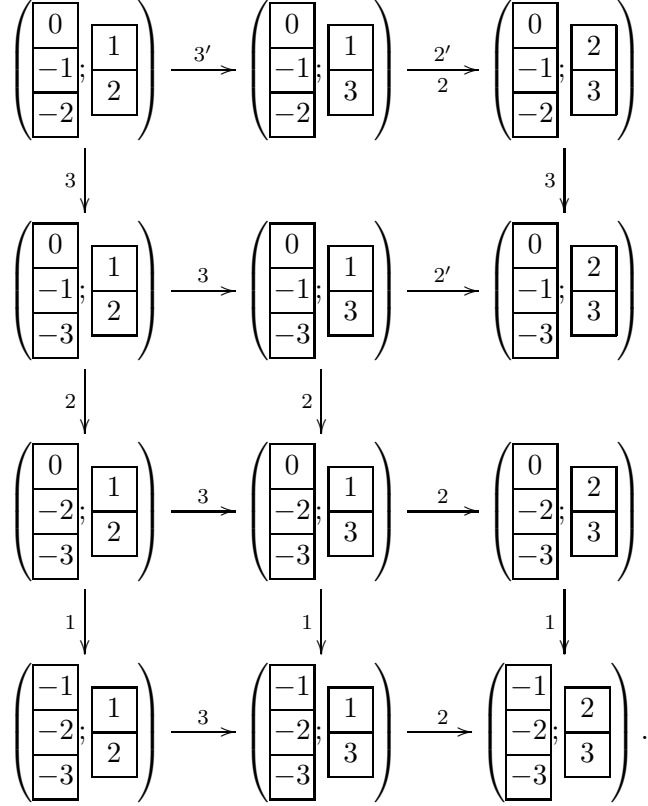 0 1 0 1 0 2
−1 ; 2 3′ −1 ; 3 2′ 2 −1 ; 3
−2 −2 −2
3 3
0 1 0 1 0 2
−1 ; 2 3 −1 ; 3 2′ −1 ; 3
−3 −3 −3
2 2
0 1 0 1 0 2
−2 ; 2 3 −2 ; 3 2 −2 ; 3
−3 −3 −3
1 1 1
−1 1 −1 1 −1 2
−2 ; 2 3 −2 ; 3 2 −2 ; 3 .
−3 −3 −3